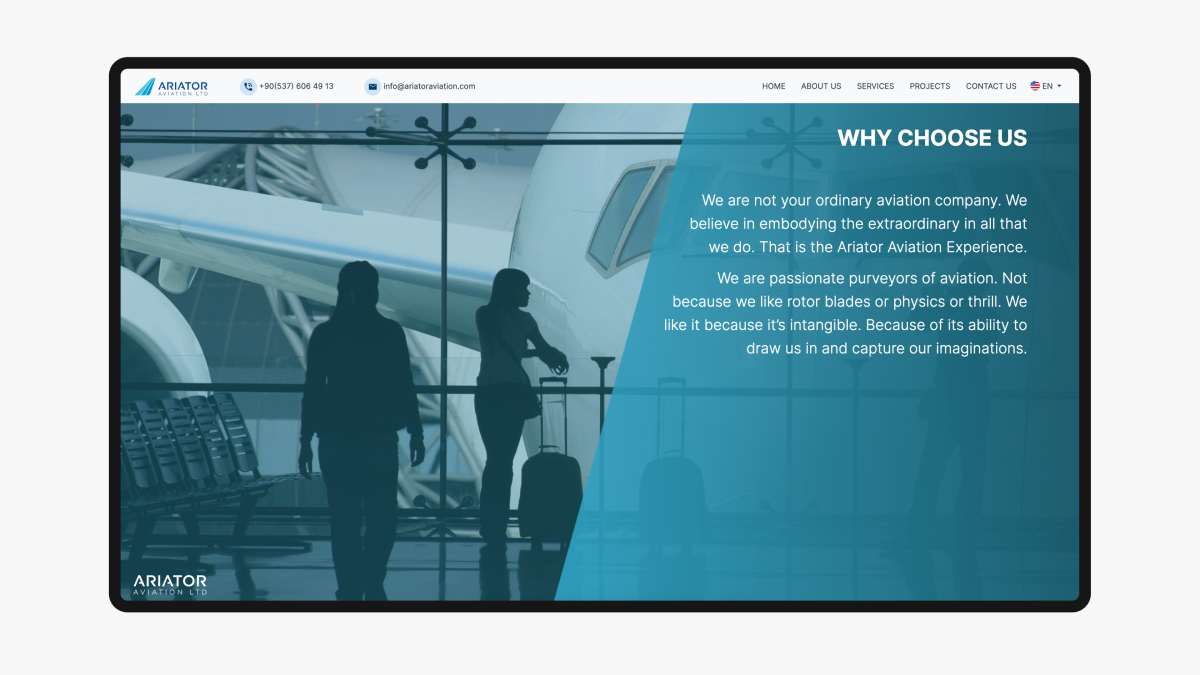 ARIATOR
AVIATION LTD
+90(537) 606 49 13
info@ariatoraviation.com
HOME
ABOUT US
SERVICES
PROJECTS
CONTACT US
EN
WHY CHOOSE US
We are not your ordinary aviation company. We
believe in embodying the extraordinary in all that
we do. That is the Ariator Aviation Experience.
We are passionate purveyors of aviation. Not
because we like rotor blades or physics or thrill. We
like it because it’s intangible. Because of its ability to
draw us in and capture our imaginations.
ARIATOR
AVIATION LTD